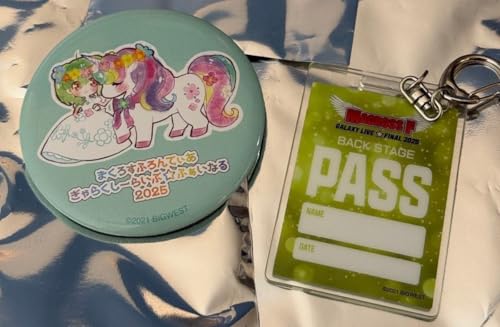 まくろすふろんてぃあ
ぎゃらくしーらいぶ☆ふぁいなる
2025
©2021 BIGWEST
MACROSS F
GALAXY LIVE☆FINAL 2025
BACK STAGE
PASS
NAME
DATE
©2021 BIGWEST